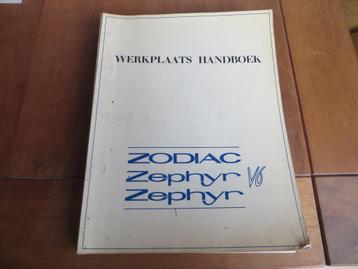 WERKPLAATS HANDBOEK
ZODIAC
Zephyr V6
Zephyr